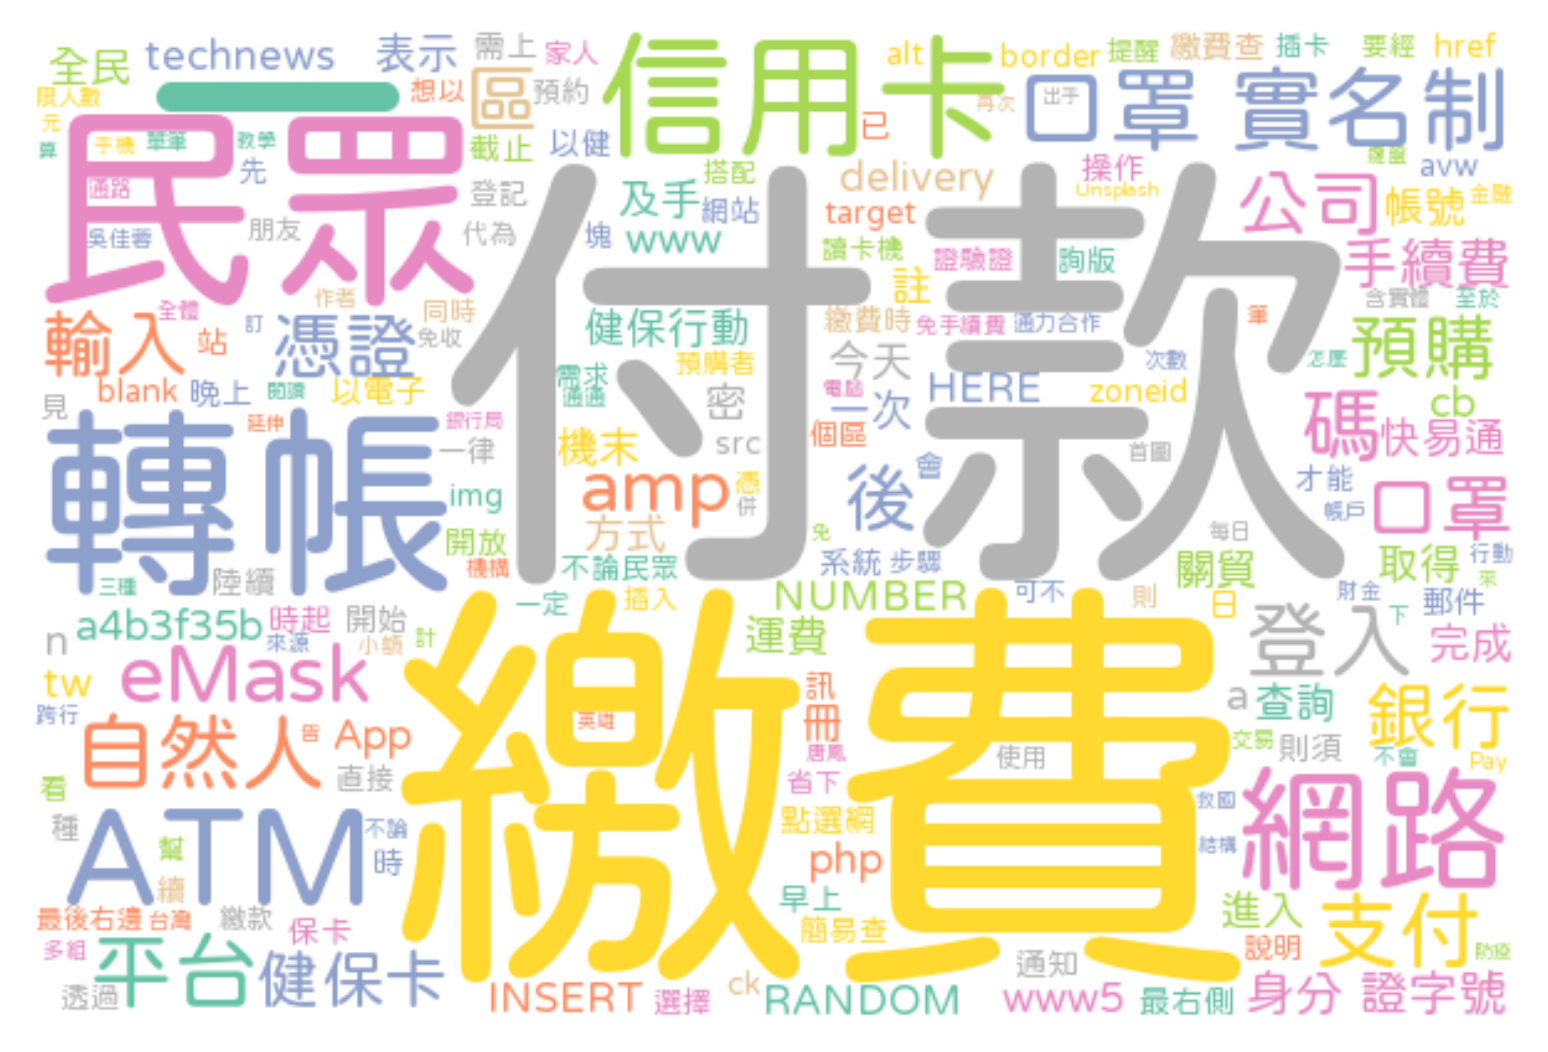 全民
technews
表示
需上
家人
信用卡
alt
border
提醒
繳費查
插卡
要經
href
限人數
一
想以
區
預約
再次
出手
口罩
實名制
元
民眾
已
算
手機
單筆
教學
截止
以健
先
搭配
delivery
操作
avw
通路
登記
及手
網站
target
Unsplash
公司
帳號
金融
吳佳蓉
朋友
代為
塊
www
付款
讀卡機
證驗證
詢版
手續費
全體
作者
同時
註
含實體
至於
輸入
站
訂
憑證
免收
健保行動
繳費時
免手續費
通力合作
筆
預購
預購者
今天
次數
怎麼
blank
晚上
閱讀
以電子
需求
通通
密
電腦
一次
HERE
zoneid
cb
見
轉帳
延伸
銀行局
一律
機末
src
個區
首圖
碼
快易通
img
amp
憑
併
後
會
才能
帳戶
口罩
開放
方式
免
每日
機構
不論民眾
系統
步驟
關貿
取得
行動
三種
陸續
來
a4b3f35b
時起
開始
一定
插入
NUMBER
可不
則
日
財金
郵件
n
來源
小額
計
運費
登入
下
完成
tw
eMask
繳費
訊
a
查詢
銀行
跨行
自然人
皆
App
英雄
冊
唐鳳
使用
交易
則須
不會
Pay
看
直接
省下
救國
網路
種
ATM
不論
點選網
結構
幫
時
php
續
早上
進入
支付
最後右邊
台灣
繳款
保卡
簡易查
說明
防疫
多組
平台
健保卡
通知
透過
INSERT
選擇
ck
RANDOM
www5
最右側
身分
證字號